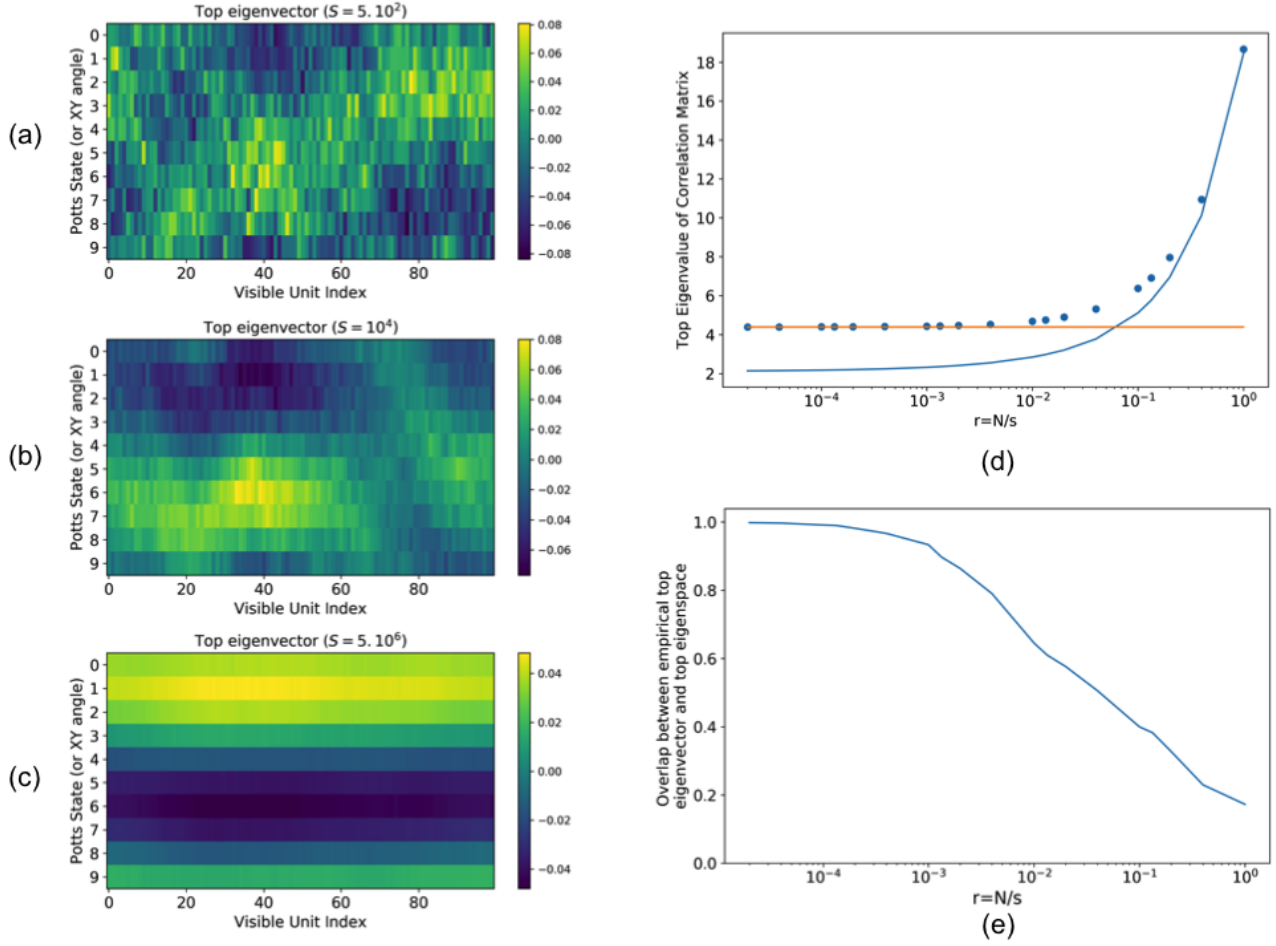 Top eigenvector (S = 5.10²)
(a)
Potts State (or XY angle)
0
1
2
3
4
5
6
7
8
9
0 20 40 60 80
Visible Unit Index
0.08
0.06
0.04
0.02
0.00
−0.02
−0.04
−0.06
−0.08
Top eigenvector (S = 10⁴)
(b)
Potts State (or XY angle)
0
1
2
3
4
5
6
7
8
9
0 20 40 60 80
Visible Unit Index
0.08
0.06
0.04
0.02
0.00
−0.02
−0.04
−0.06
Top eigenvector (S = 5.10⁶)
(c)
Potts State (or XY angle)
0
1
2
3
4
5
6
7
8
9
0 20 40 60 80
Visible Unit Index
0.04
0.02
0.00
−0.02
−0.04
Top Eigenvalue of Correlation Matrix
18
16
14
12
10
8
6
4
2
10⁻⁴ 10⁻³ 10⁻² 10⁻¹ 10⁰
r=N/s
(d)
Overlap between empirical top
eigenvector and top eigenspace
1.0
0.8
0.6
0.4
0.2
0.0
10⁻⁴ 10⁻³ 10⁻² 10⁻¹ 10⁰
r=N/s
(e)